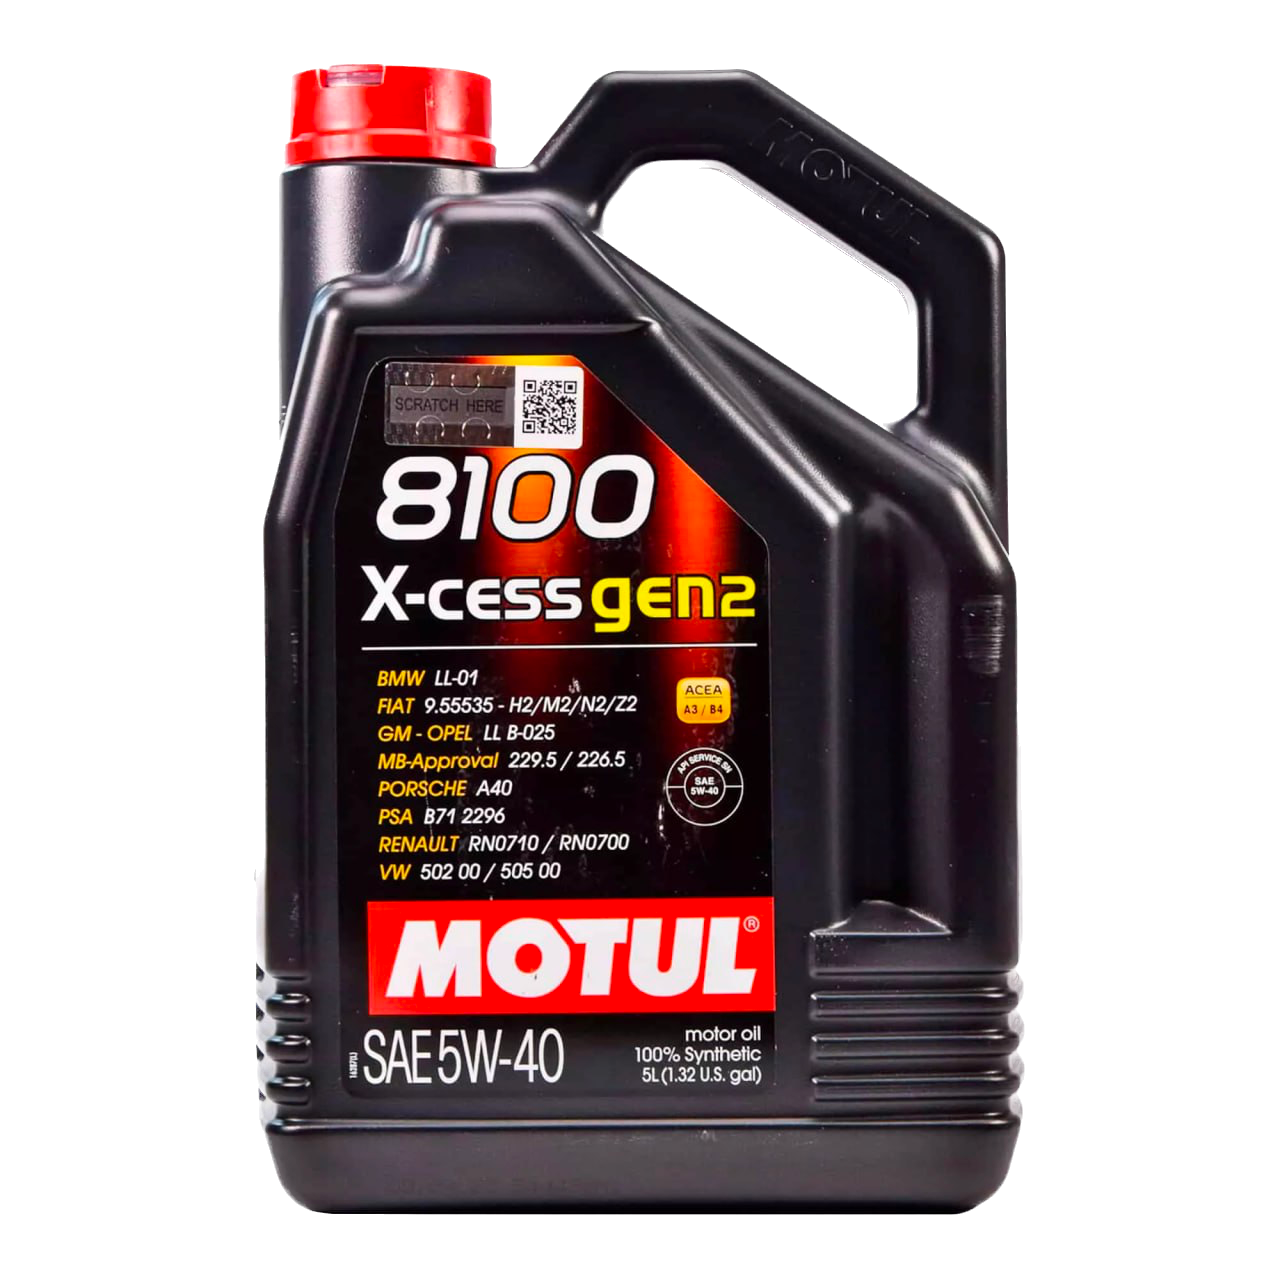 MOTUL
SCRATCH HERE
8100
X-cess gen2
BMW LL-01
FIAT 9.55535 - H2/M2/N2/Z2
GM - OPEL LL B-025
MB-Approval 229.5 / 226.5
PORSCHE A40
PSA B71 2296
RENAULT RN0710 / RN0700
VW 502 00 / 505 00
ACEA
A3 / B4
API SERVICE SN
SAE
5W-40
MOTUL®
SAE 5W-40
motor oil
100% Synthetic
5L (1.32 U.S. gal)